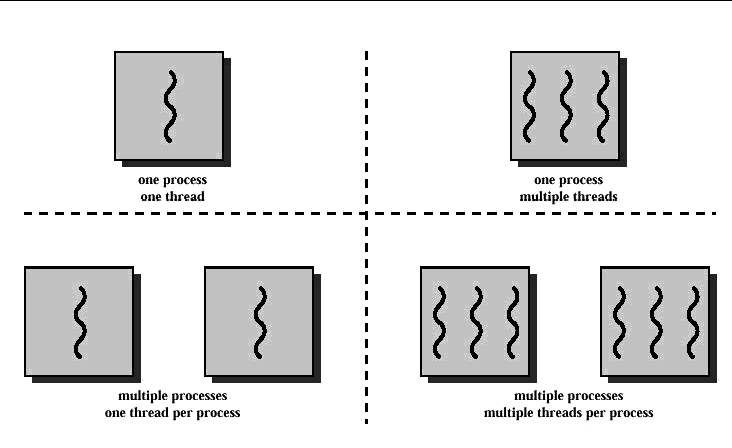 one process
one thread
one process
multiple threads
multiple processes
one thread per process
multiple processes
multiple threads per process